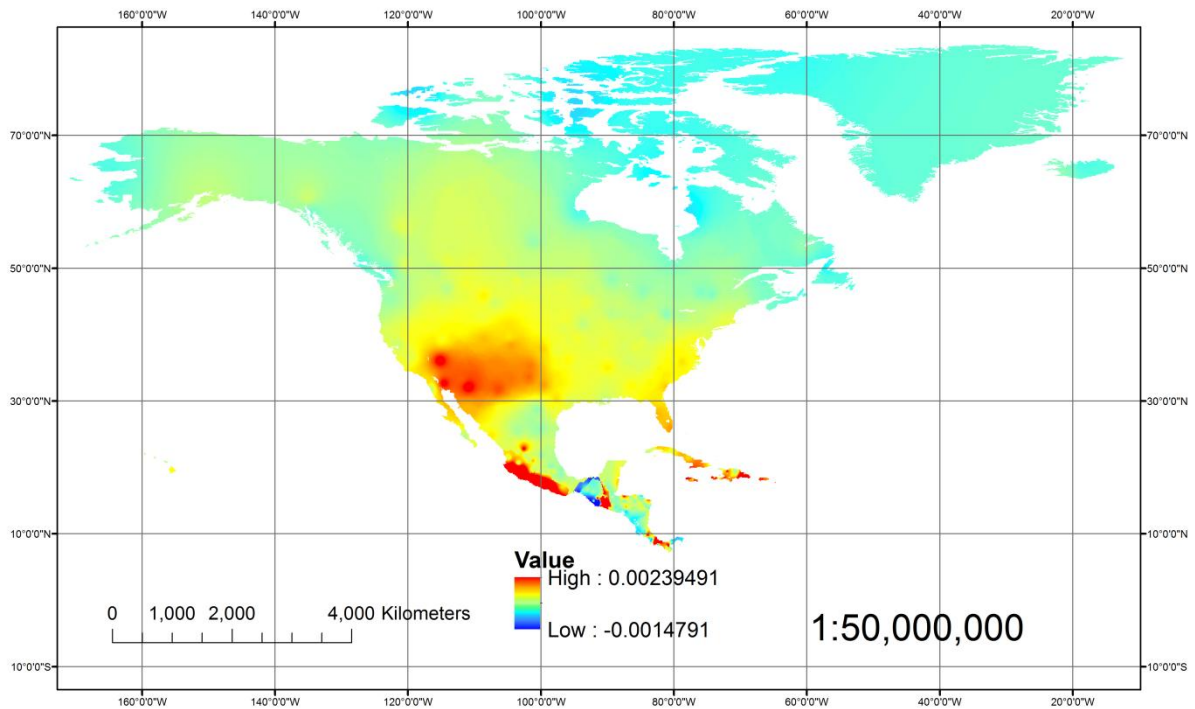 160°0'0"W 140°0'0"W 120°0'0"W 100°0'0"W 80°0'0"W 60°0'0"W 40°0'0"W 20°0'0"W
70°0'0"N 70°0'0"N
50°0'0"N 50°0'0"N
30°0'0"N 30°0'0"N
10°0'0"N 10°0'0"N
Value
High : 0.00239491
Low : -0.0014791
0 1,000 2,000 4,000 Kilometers
1:50,000,000
10°0'0"S 10°0'0"S
160°0'0"W 140°0'0"W 120°0'0"W 100°0'0"W 80°0'0"W 60°0'0"W 40°0'0"W 20°0'0"W